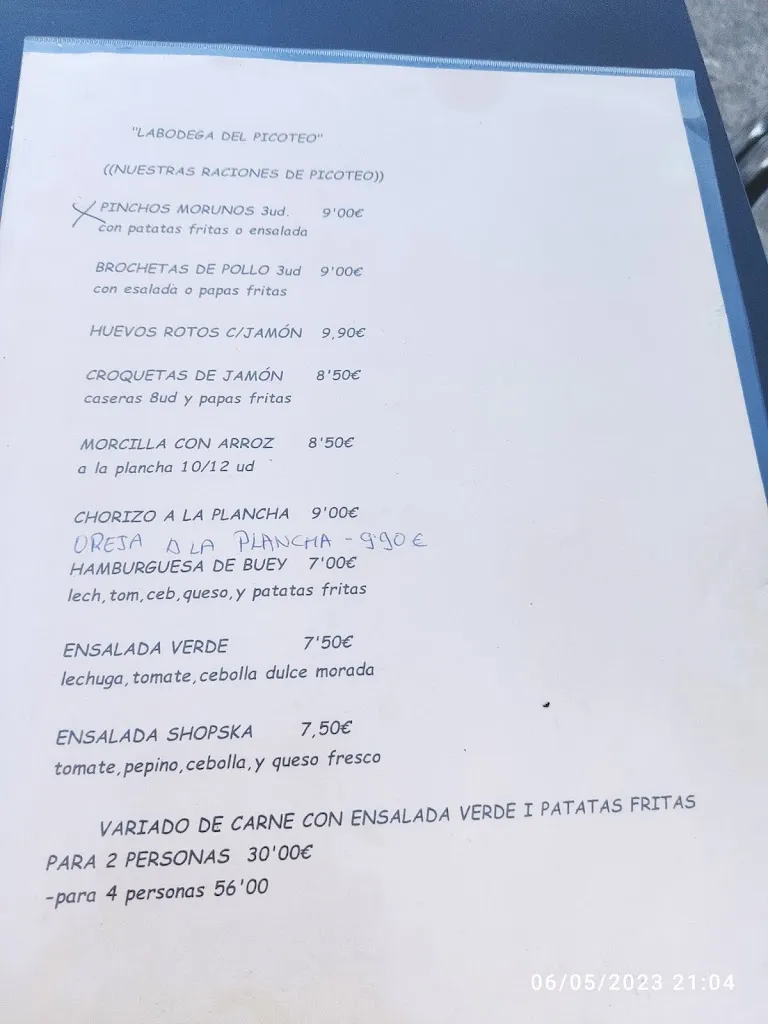 "LABODEGA DEL PICOTEO"
((NUESTRAS RACIONES DE PICOTEO))
PINCHOS MORUNOS 3ud. 9'00€
con patatas fritas o ensalada
BROCHETAS DE POLLO 3ud 9'00€
con esalada o papas fritas
HUEVOS ROTOS C/JAMÓN 9,90€
CROQUETAS DE JAMÓN 8'50€
caseras 8ud y papas fritas
MORCILLA CON ARROZ 8'50€
a la plancha 10/12 ud
CHORIZO A LA PLANCHA 9'00€
OREJA A LA PLANCHA - 9.90€
HAMBURGUESA DE BUEY 7'00€
lech,tom,ceb,queso,y patatas fritas
ENSALADA VERDE 7'50€
lechuga,tomate,cebolla dulce morada
ENSALADA SHOPSKA 7,50€
tomate,pepino,cebolla,y queso fresco
VARIADO DE CARNE CON ENSALADA VERDE I PATATAS FRITAS
PARA 2 PERSONAS 30'00€
-para 4 personas 56'00
06/05/2023 21:04